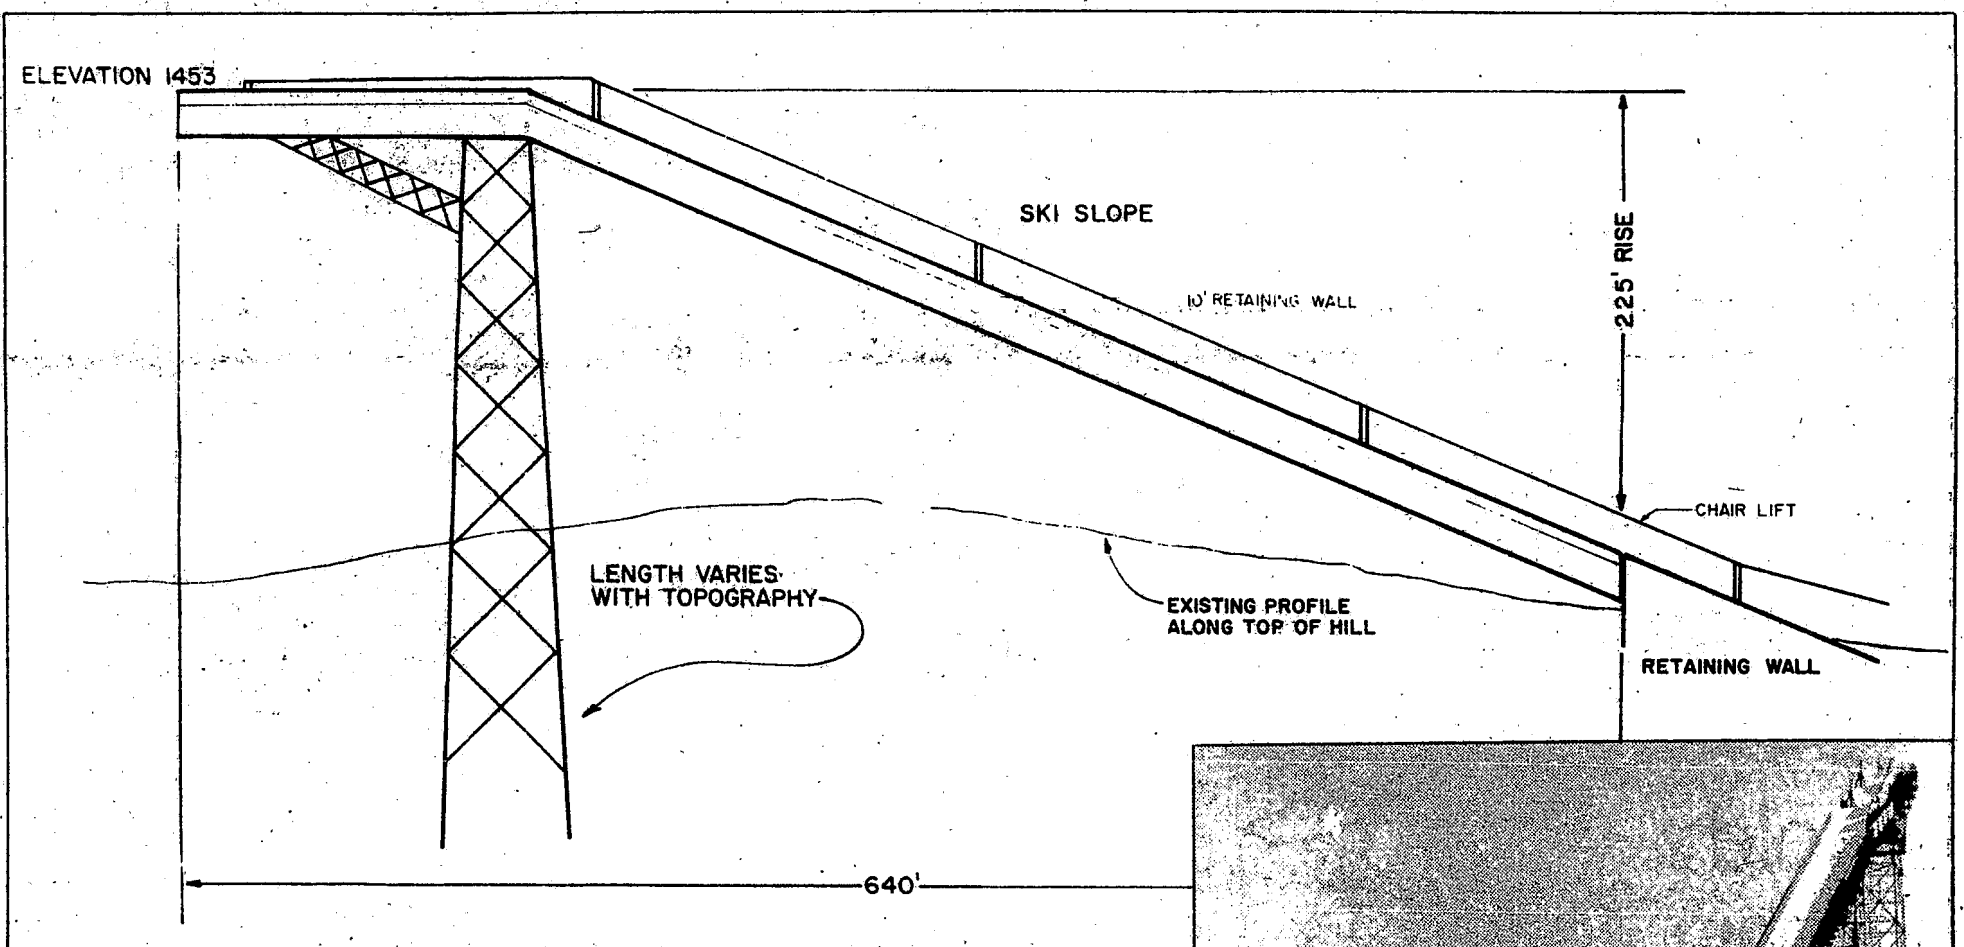 ELEVATION 1453
SKI SLOPE
225' RISE
10' RETAINING WALL
CHAIR LIFT
LENGTH VARIES
WITH TOPOGRAPHY
EXISTING PROFILE
ALONG TOP OF HILL
RETAINING WALL
640'